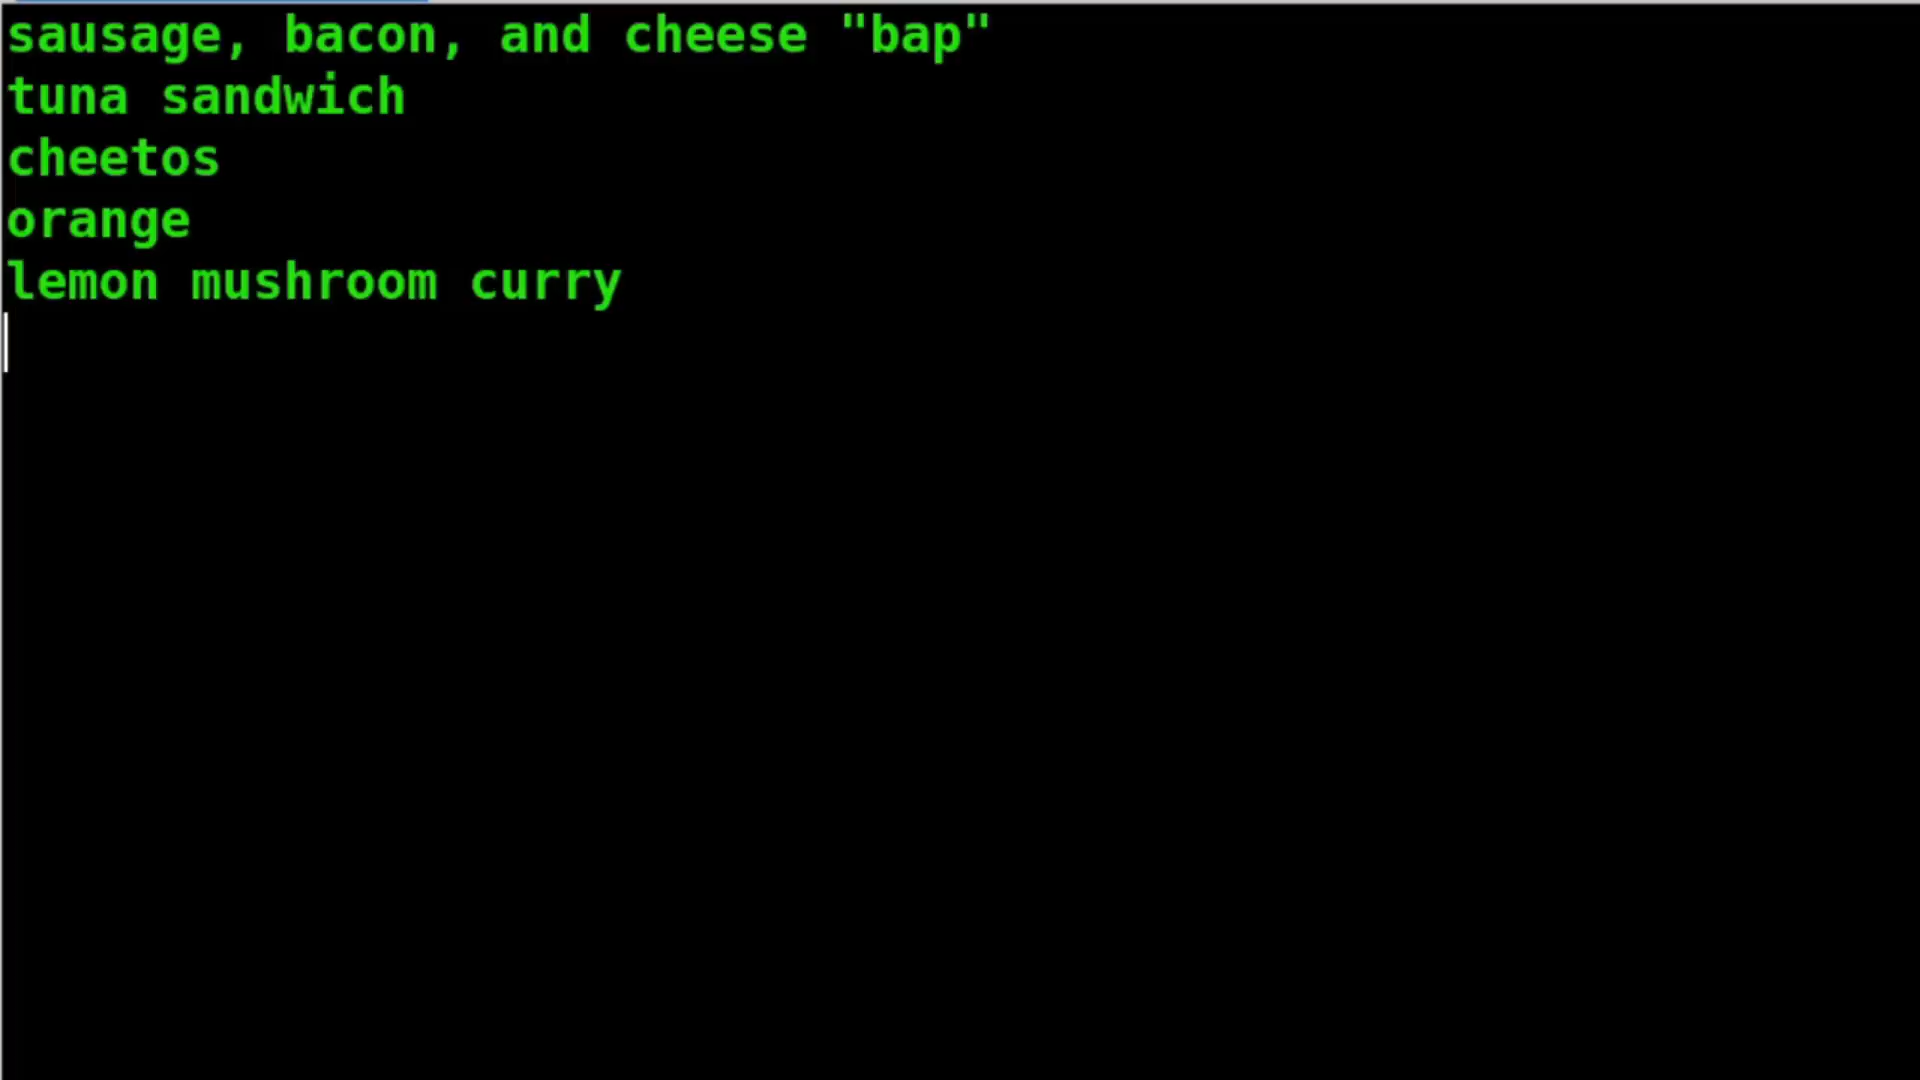 sausage, bacon, and cheese "bap"
tuna sandwich
cheetos
orange
lemon mushroom curry